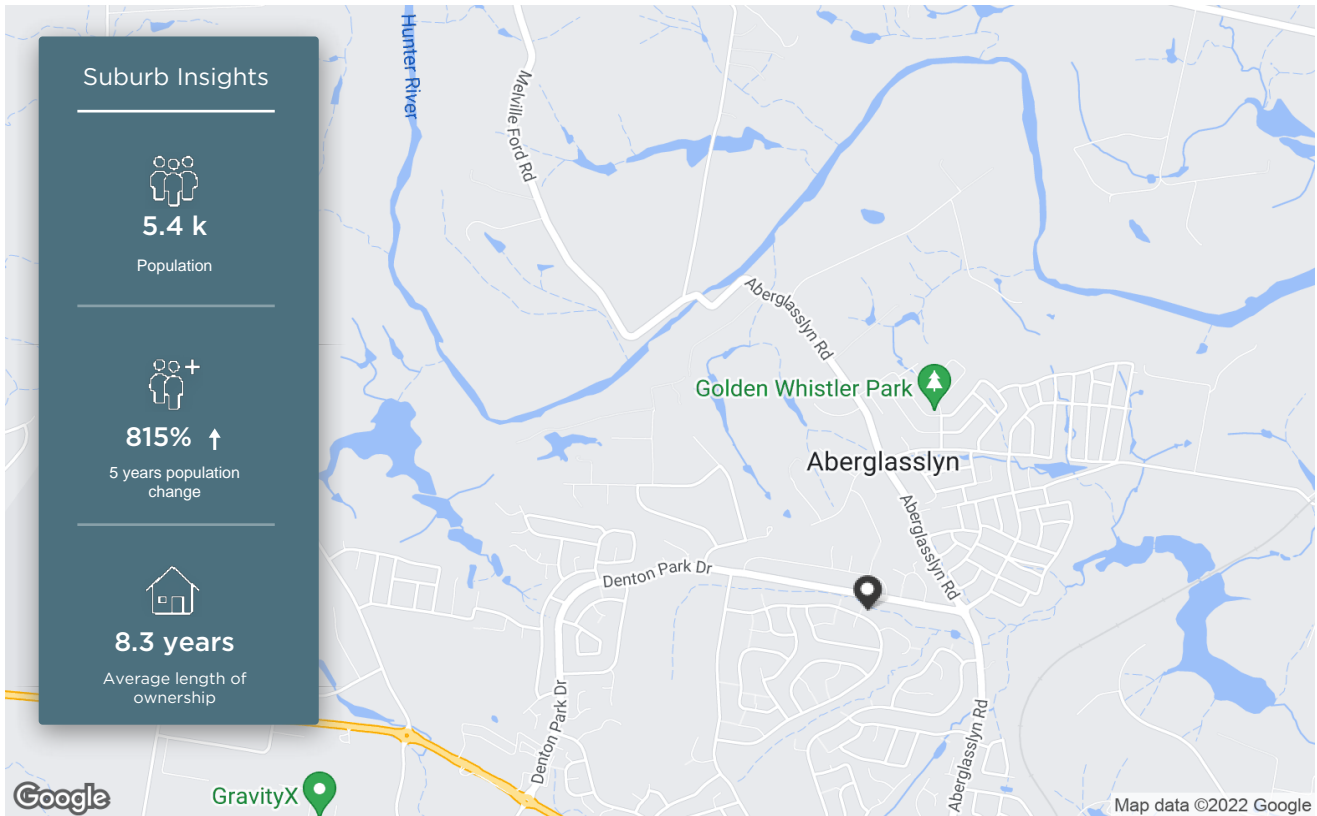 Suburb Insights
5.4 k
Population
815%
5 years population
change
8.3 years
Average length of
ownership
Hunter River
Melville Ford Rd
Aberglasslyn Rd
Golden Whistler Park
Aberglasslyn
Aberglasslyn Rd
Denton Park Dr
Denton Park Dr
Aberglasslyn Rd
GravityX
Google
Map data ©2022 Google